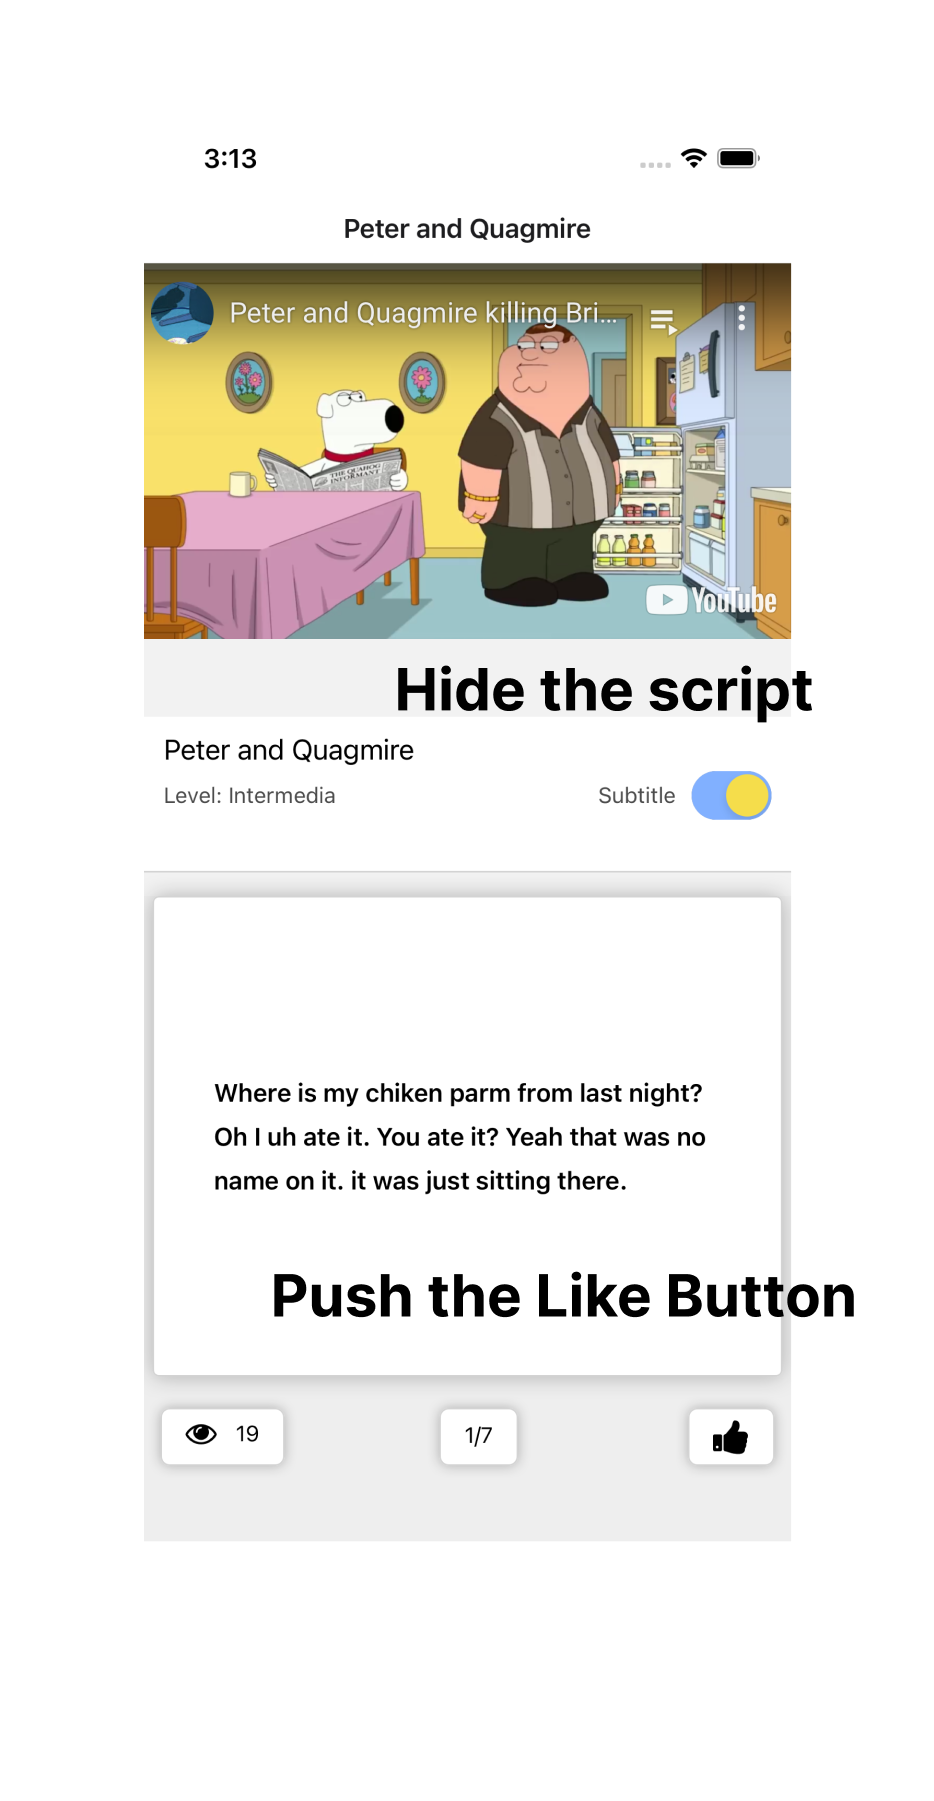 3:13
Peter and Quagmire
Peter and Quagmire killing Bri...
THE QUAHOG
INFORMANT
YouTube
Hide the script
Peter and Quagmire
Level: Intermedia
Subtitle
Where is my chiken parm from last night?
Oh I uh ate it. You ate it? Yeah that was no
name on it. it was just sitting there.
Push the Like Button
19
1/7